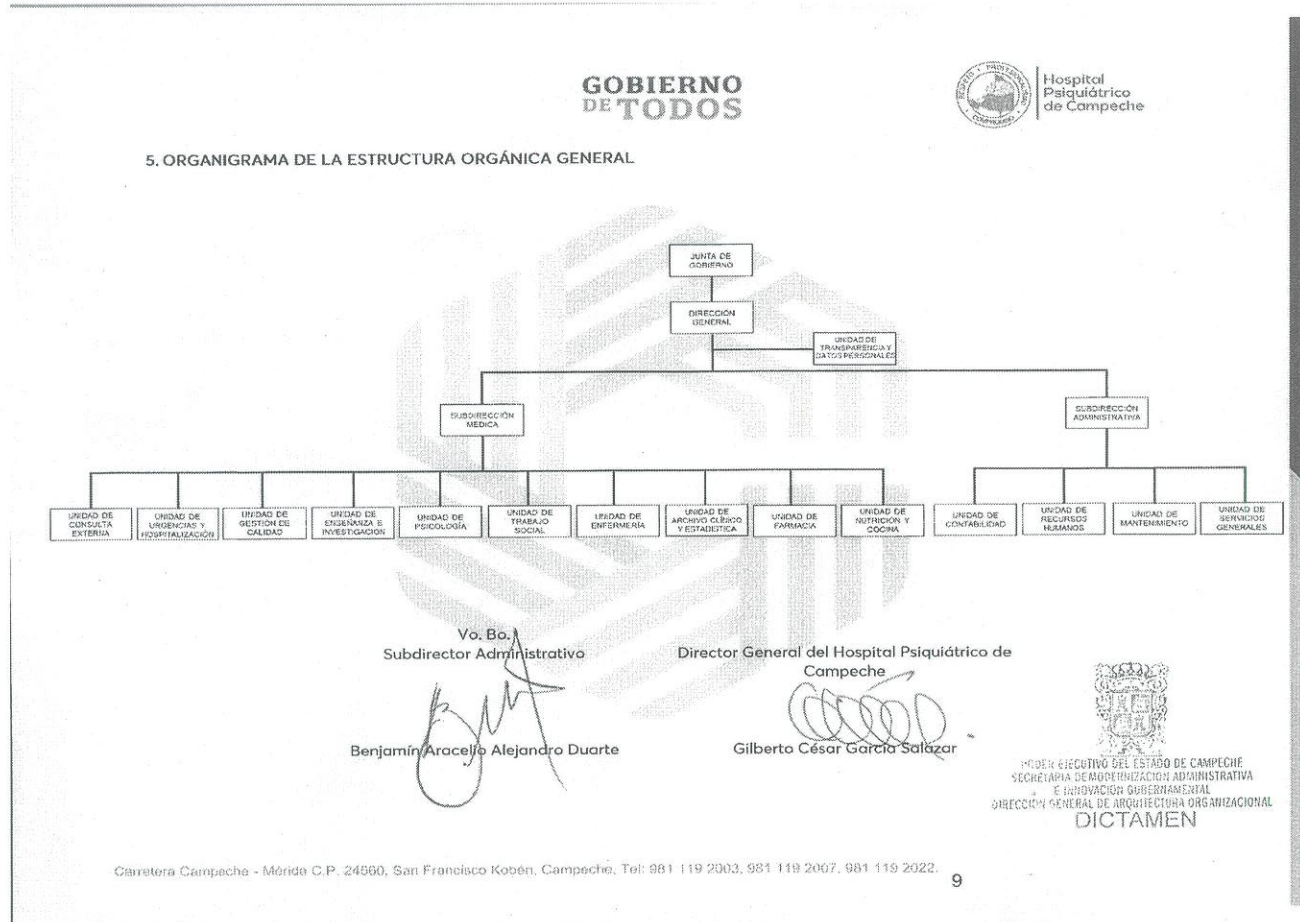 GOBIERNO
DE TODOS
RESPETO • PROFESIONALISMO • COMPROMISO
Hospital
Psiquiátrico
de Campeche
5. ORGANIGRAMA DE LA ESTRUCTURA ORGÁNICA GENERAL
JUNTA DE
GOBIERNO
DIRECCIÓN
GENERAL
UNIDAD DE
TRANSPARENCIA Y
DATOS PERSONALES
SUBDIRECCIÓN
MEDICA
SUBDIRECCIÓN
ADMINISTRATIVA
UNIDAD DE
CONSULTA
EXTERNA
UNIDAD DE
URGENCIAS Y
HOSPITALIZACIÓN
UNIDAD DE
GESTIÓN DE
CALIDAD
UNIDAD DE
ENSEÑANZA E
INVESTIGACION
UNIDAD DE
PSICOLOGÍA
UNIDAD DE
TRABAJO
SOCIAL
UNIDAD DE
ENFERMERÍA
UNIDAD DE
ARCHIVO CLÍNICO
Y ESTADISTICA
UNIDAD DE
FARMACIA
UNIDAD DE
NUTRICIÓN Y
COCINA
UNIDAD DE
CONTABILIDAD
UNIDAD DE
RECURSOS
HUMANOS
UNIDAD DE
MANTENIMIENTO
UNIDAD DE
SERVICIOS
GENERALES
Vo. Bo.
Subdirector Administrativo
Benjamín Aracelio Alejandro Duarte
Director General del Hospital Psiquiátrico de
Campeche
Gilberto César García Salazar
PODER EJECUTIVO DEL ESTADO DE CAMPECHE
SECRETARÍA DE MODERNIZACIÓN ADMINISTRATIVA
E INNOVACIÓN GUBERNAMENTAL
DIRECCIÓN GENERAL DE ARQUITECTURA ORGANIZACIONAL
DICTAMEN
Carretera Campeche - Mérida C.P. 24560, San Francisco Kobén, Campeche, Tel: 981 119 2003, 981 119 2007, 981 119 2022.
9